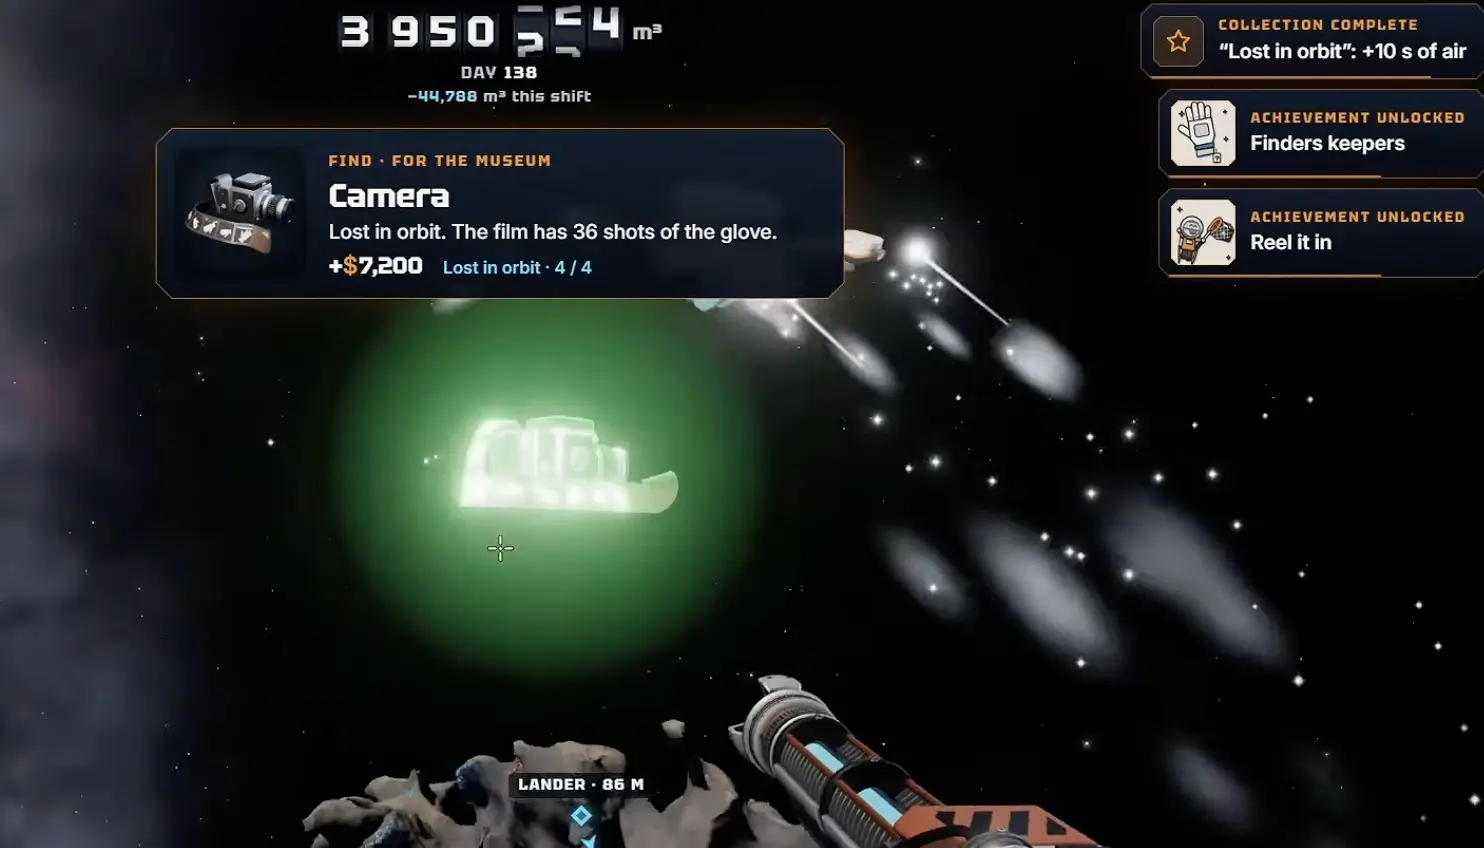 3 950 4 m³
DAY 138
-44,788 m³ this shift
FIND · FOR THE MUSEUM
Camera
Lost in orbit. The film has 36 shots of the glove.
+$7,200 Lost in orbit · 4 / 4
COLLECTION COMPLETE
“Lost in orbit”: +10 s of air
ACHIEVEMENT UNLOCKED
Finders keepers
ACHIEVEMENT UNLOCKED
Reel it in
LANDER · 86 M